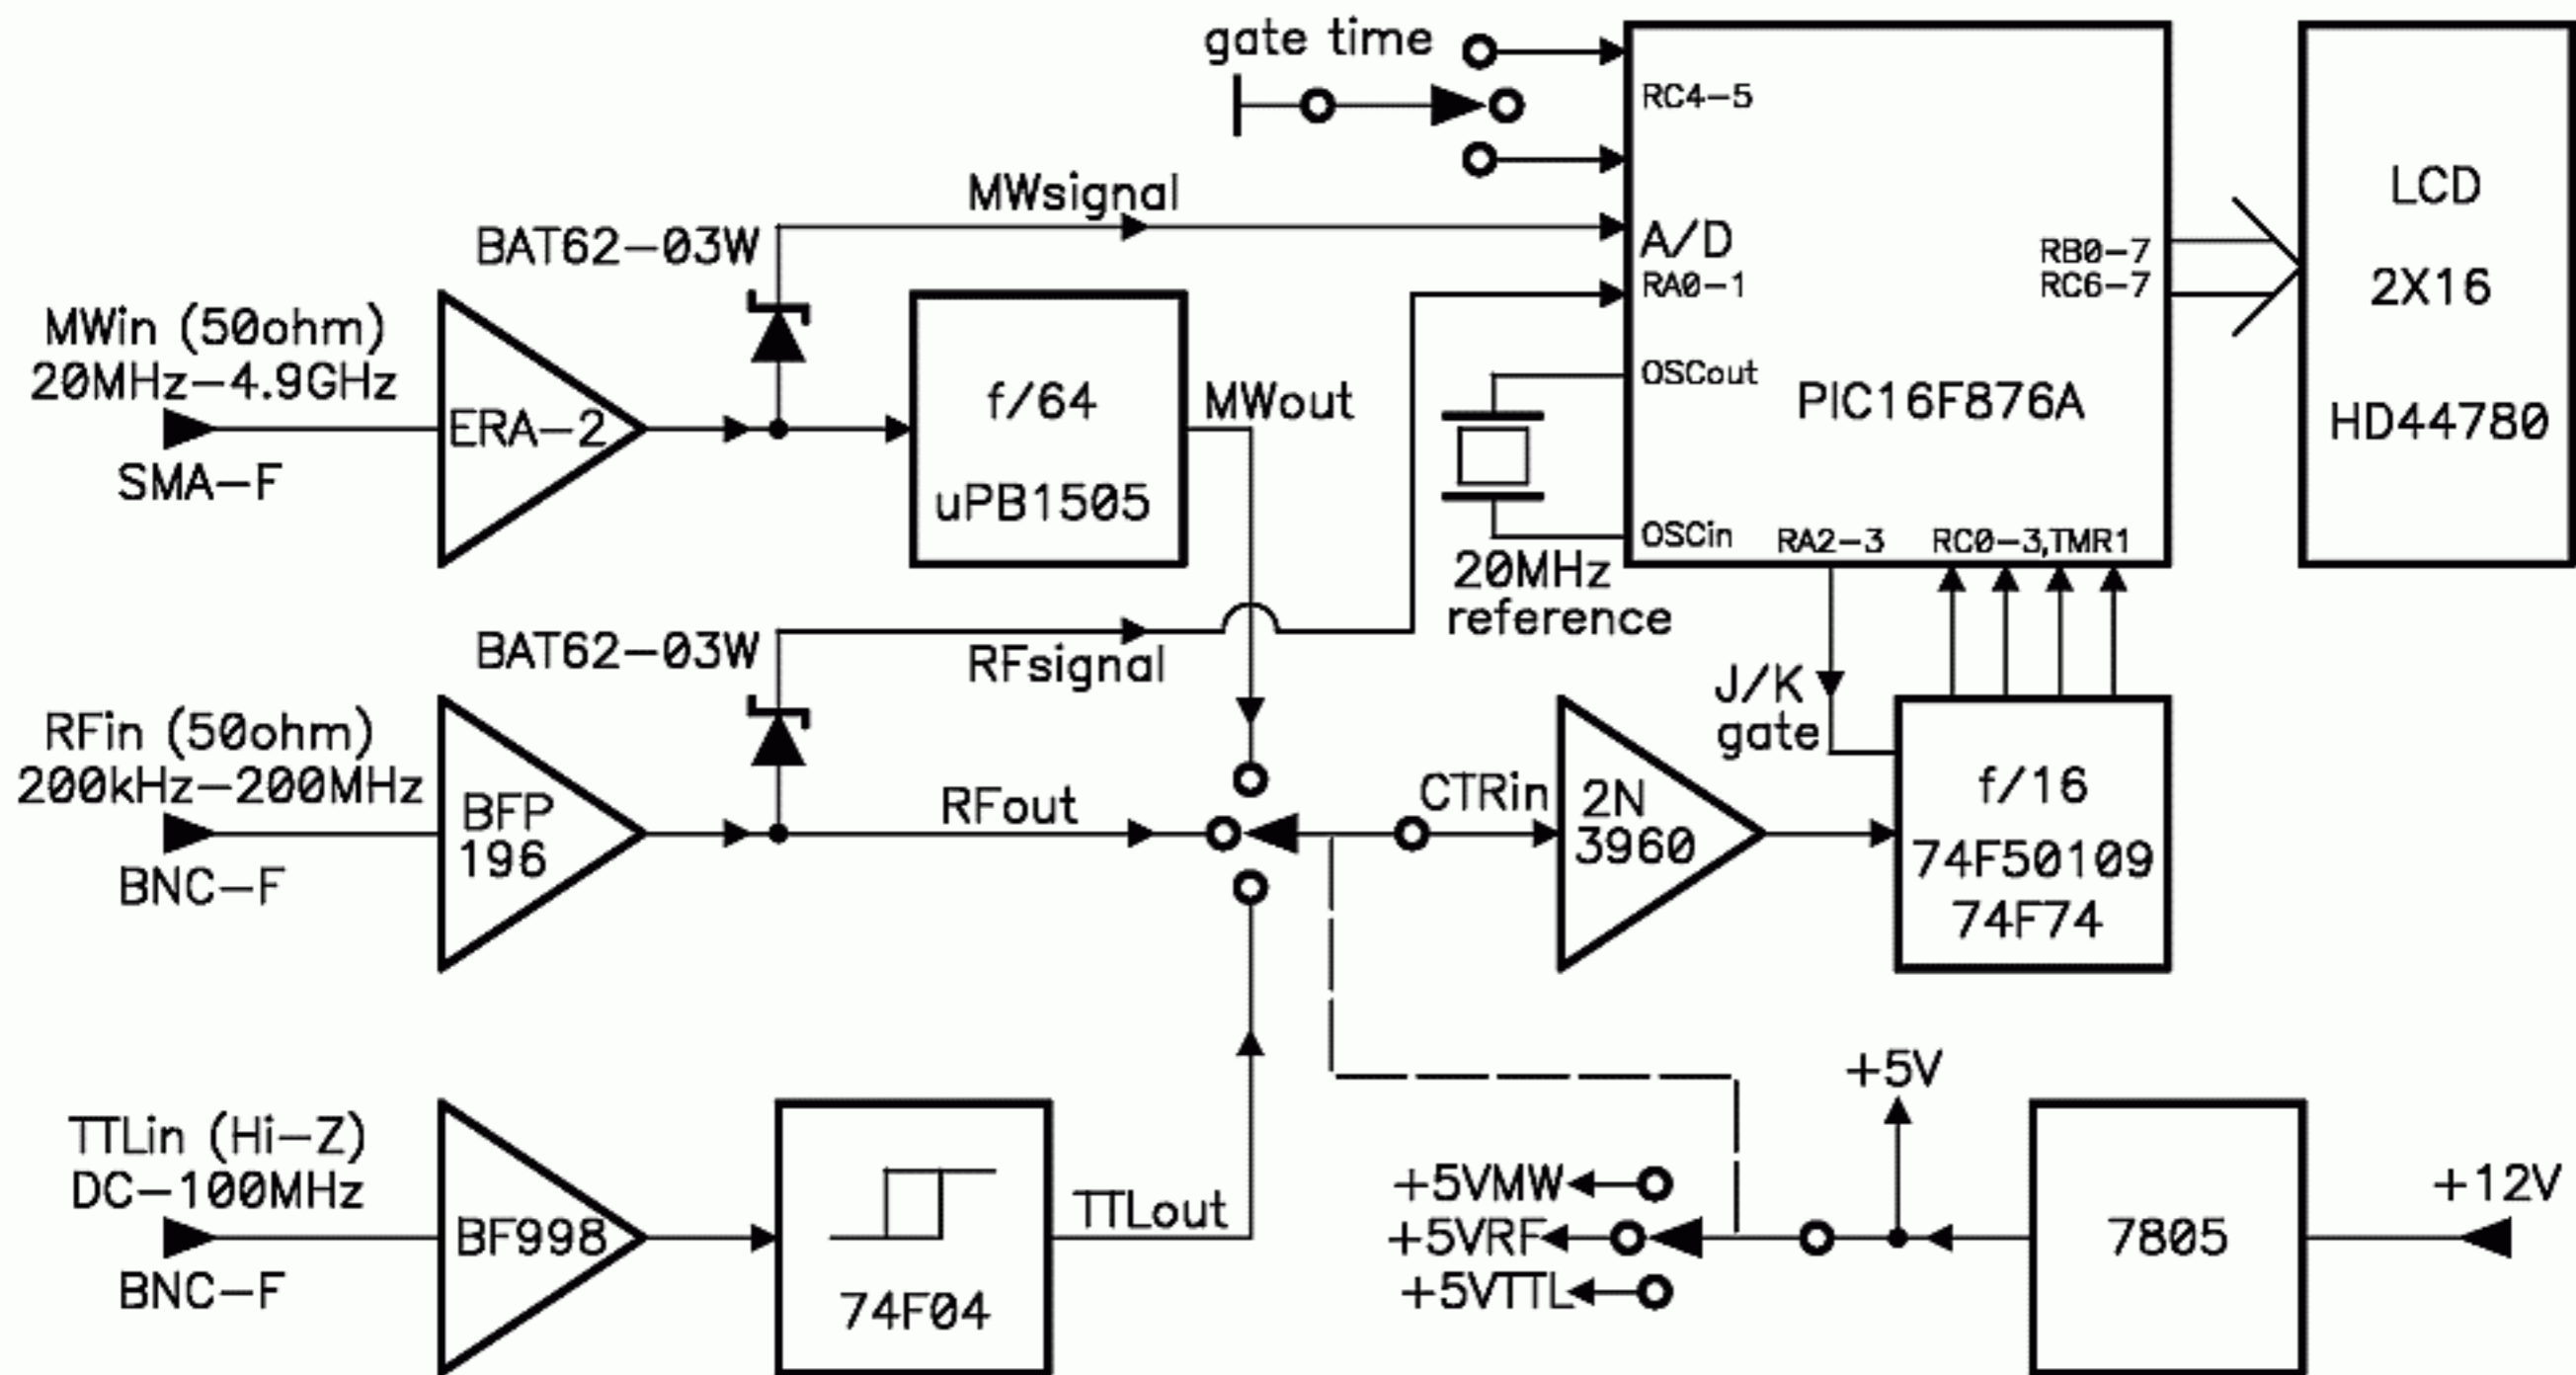 gate time
RC4-5
MWsignal
BAT62-03W
A/D
RA0-1
RB0-7
RC6-7
LCD
2X16
HD44780
MWin (50ohm)
20MHz-4.9GHz
SMA-F
ERA-2
f/64
uPB1505
MWout
OSCout
PIC16F876A
OSCin
RA2-3
RC0-3,TMR1
20MHz
reference
BAT62-03W
RFsignal
J/K
gate
RFin (50ohm)
200kHz-200MHz
BNC-F
BFP
196
RFout
CTRin
2N
3960
f/16
74F50109
74F74
TTLin (Hi-Z)
DC-100MHz
BNC-F
BF998
74F04
TTLout
+5V
+5VMW
+5VRF
+5VTTL
7805
+12V